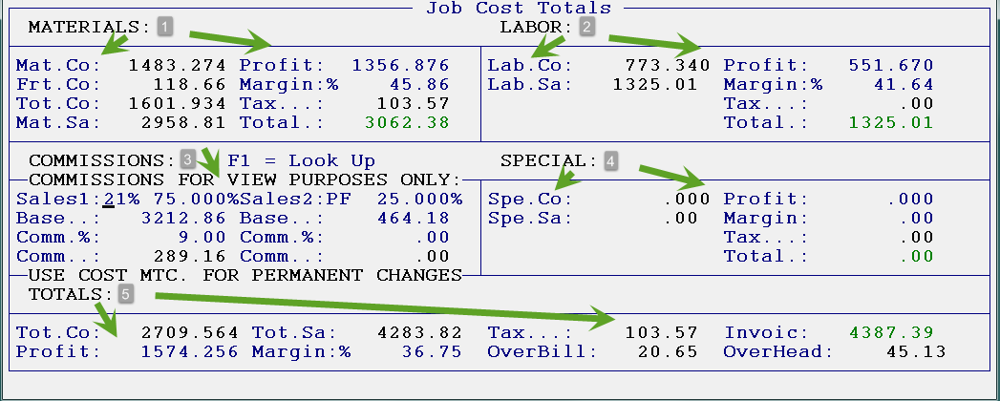 Job Cost Totals
MATERIALS: 1 LABOR: 2
Mat.Co: 1483.274 Profit: 1356.876 Lab.Co: 773.340 Profit: 551.670
Frt.Co: 118.66 Margin:% 45.86 Lab.Sa: 1325.01 Margin:% 41.64
Tot.Co: 1601.934 Tax...: 103.57 Tax...: .00
Mat.Sa: 2958.81 Total.: 3062.38 Total.: 1325.01
COMMISSIONS: 3 F1 = Look Up SPECIAL: 4
COMMISSIONS FOR VIEW PURPOSES ONLY:
Sales1:21% 75.000%Sales2:PF 25.000% Spe.Co: .000 Profit: .000
Base..: 3212.86 Base..: 464.18 Spe.Sa: .00 Margin: .00
Comm.%: 9.00 Comm.%: .00 Tax...: .00
Comm..: 289.16 Comm..: .00 Total.: .00
USE COST MTC. FOR PERMANENT CHANGES
TOTALS: 5
Tot.Co: 2709.564 Tot.Sa: 4283.82 Tax...: 103.57 Invoic: 4387.39
Profit: 1574.256 Margin:% 36.75 OverBill: 20.65 OverHead: 45.13